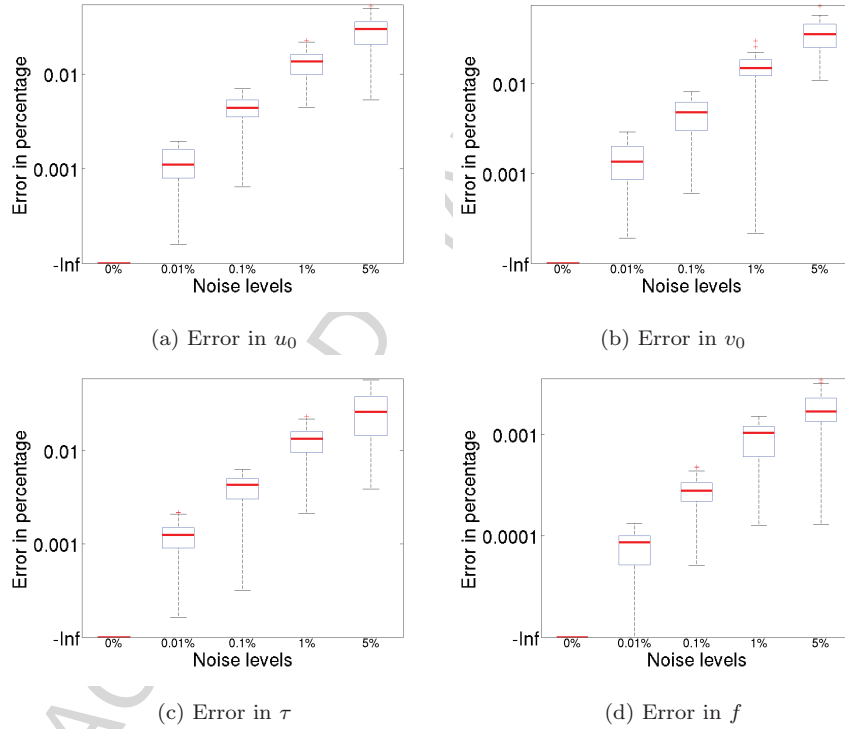 Error in percentage
0.01
0.001
-Inf
0% 0.01% 0.1% 1% 5%
Noise levels
(a) Error in u₀
Error in percentage
0.01
0.001
-Inf
0% 0.01% 0.1% 1% 5%
Noise levels
(b) Error in v₀
Error in percentage
0.01
0.001
-Inf
0% 0.01% 0.1% 1% 5%
Noise levels
(c) Error in τ
Error in percentage
0.001
0.0001
-Inf
0% 0.01% 0.1% 1% 5%
Noise levels
(d) Error in f